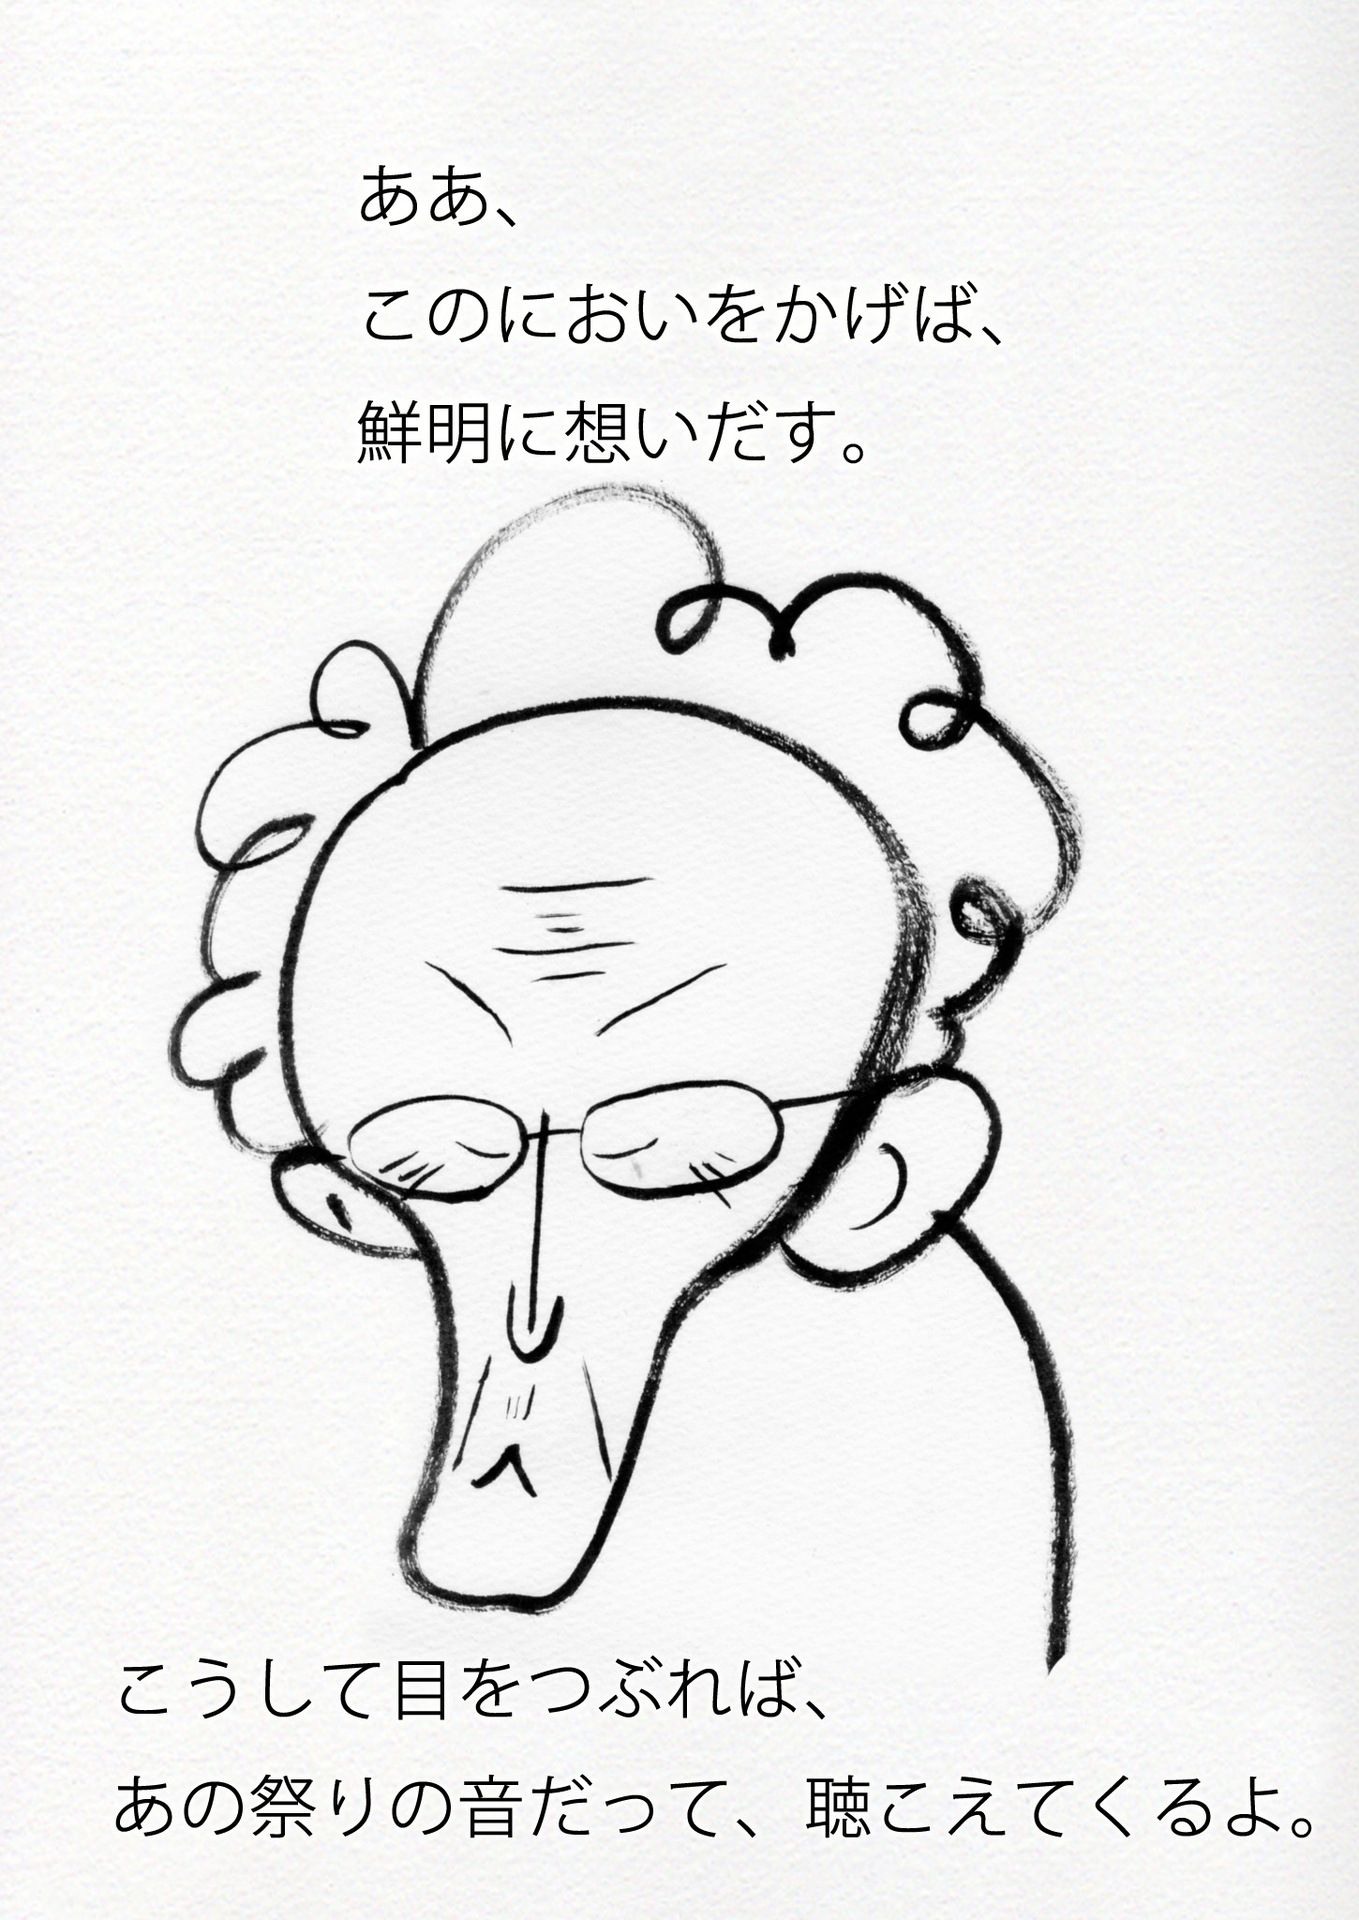 ああ、
このにおいをかげば、
鮮明に想いだす。
こうして目をつぶれば、
あの祭りの音だって、聴こえてくるよ。